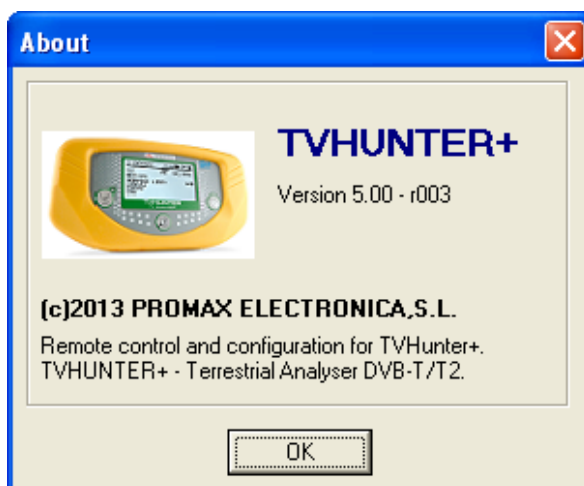 About
TVHUNTER+
Version 5.00 - r003
(c)2013 PROMAX ELECTRONICA,S.L.
Remote control and configuration for TVHunter+.
TVHUNTER+ - Terrestrial Analyser DVB-T/T2.
OK